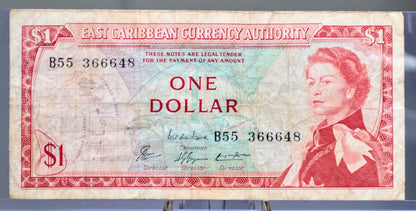 $1 EAST CARIBBEAN CURRENCY AUTHORITY $1
THESE NOTES ARE LEGAL TENDER
FOR THE PAYMENT OF ANY AMOUNT
B55 366648
ONE
DOLLAR
B55 366648
Chairman
$1
Director Director Director